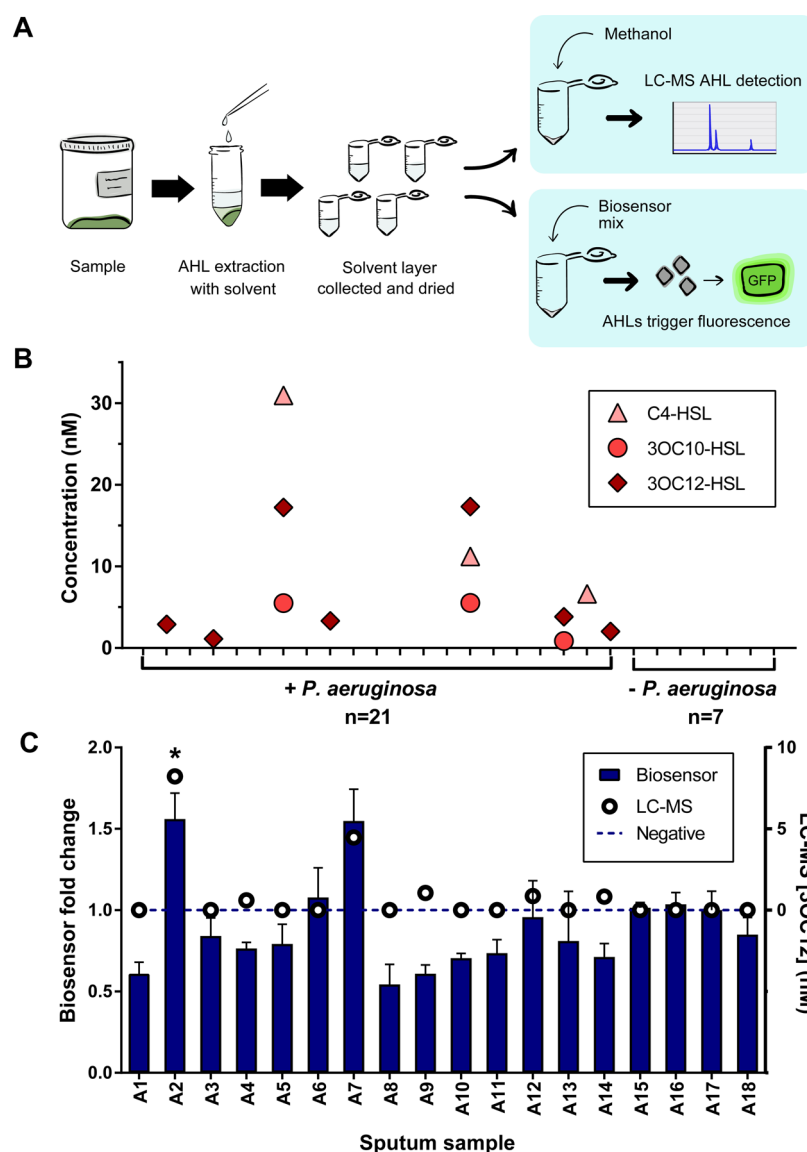 A
Methanol
LC-MS AHL detection
Biosensor
mix
GFP
AHLs trigger fluorescence
Sample
AHL extraction
with solvent
Solvent layer
collected and dried
B
Concentration (nM)
30
20
10
0
C4-HSL
3OC10-HSL
3OC12-HSL
+ P. aeruginosa
n=21
- P. aeruginosa
n=7
C
Biosensor fold change
2.0
1.5
1.0
0.5
0.0
*
Biosensor
LC-MS
Negative
10
5
0
LC-MS [3OC12] (nM)
A1
A2
A3
A4
A5
A6
A7
A8
A9
A10
A11
A12
A13
A14
A15
A16
A17
A18
Sputum sample